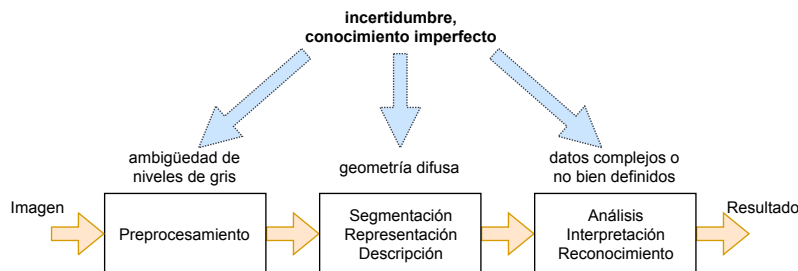 incertidumbre,
conocimiento imperfecto
ambigüedad de
niveles de gris
geometría difusa
datos complejos o
no bien definidos
Imagen
Preprocesamiento
Segmentación
Representación
Descripción
Análisis
Interpretación
Reconocimiento
Resultado